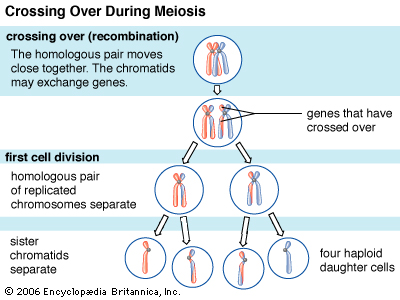 Crossing Over During Meiosis
crossing over (recombination)
The homologous pair moves
close together. The chromatids
may exchange genes.
genes that have
crossed over
first cell division
homologous pair
of replicated
chromosomes separate
sister
chromatids
separate
four haploid
daughter cells
© 2006 Encyclopædia Britannica, Inc.